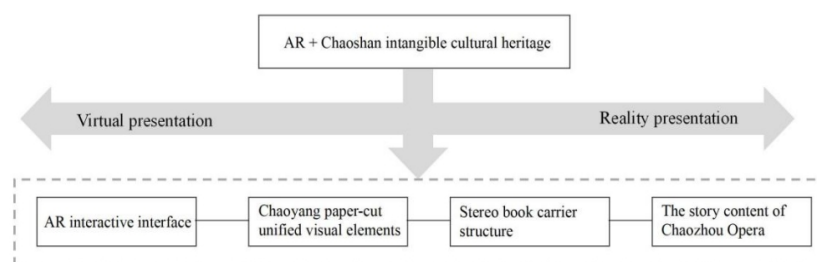 AR + Chaoshan intangible cultural heritage
Virtual presentation
Reality presentation
AR interactive interface
Chaoyang paper-cut
unified visual elements
Stereo book carrier
structure
The story content of
Chaozhou Opera